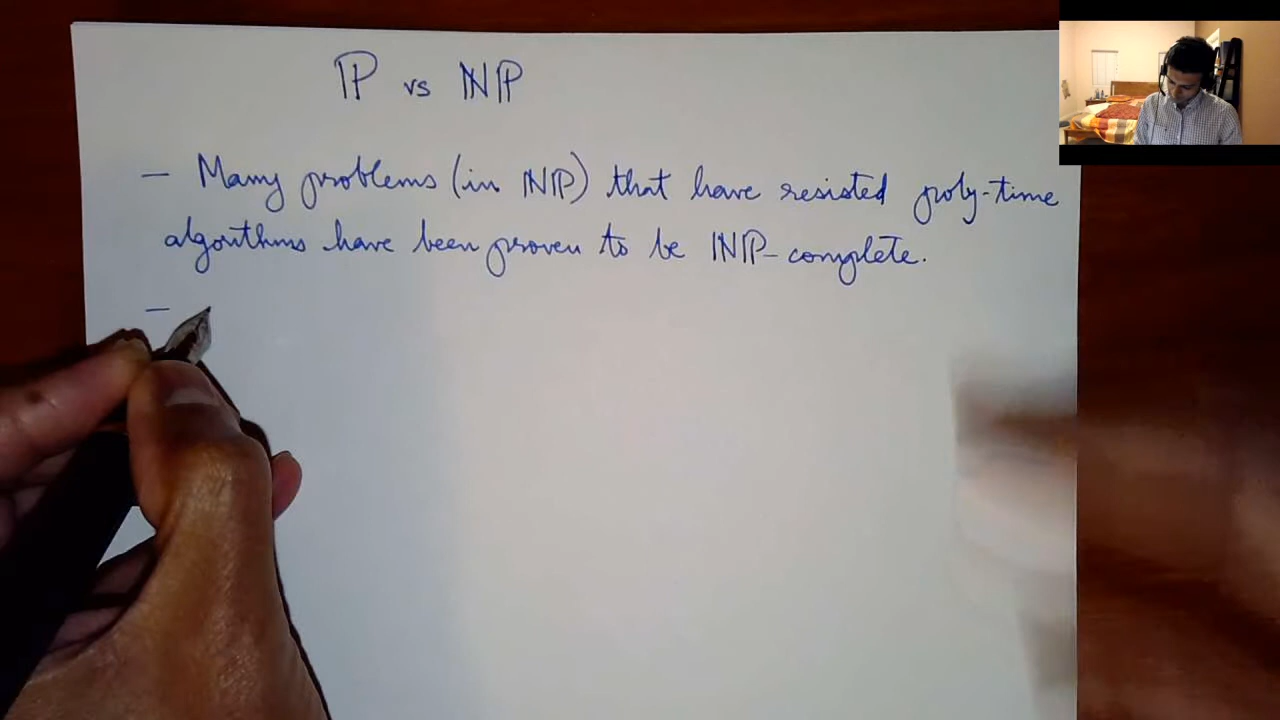 P vs NP
- Many problems (in NP) that have resisted poly-time
algorithms have been proven to be NP-complete.
-